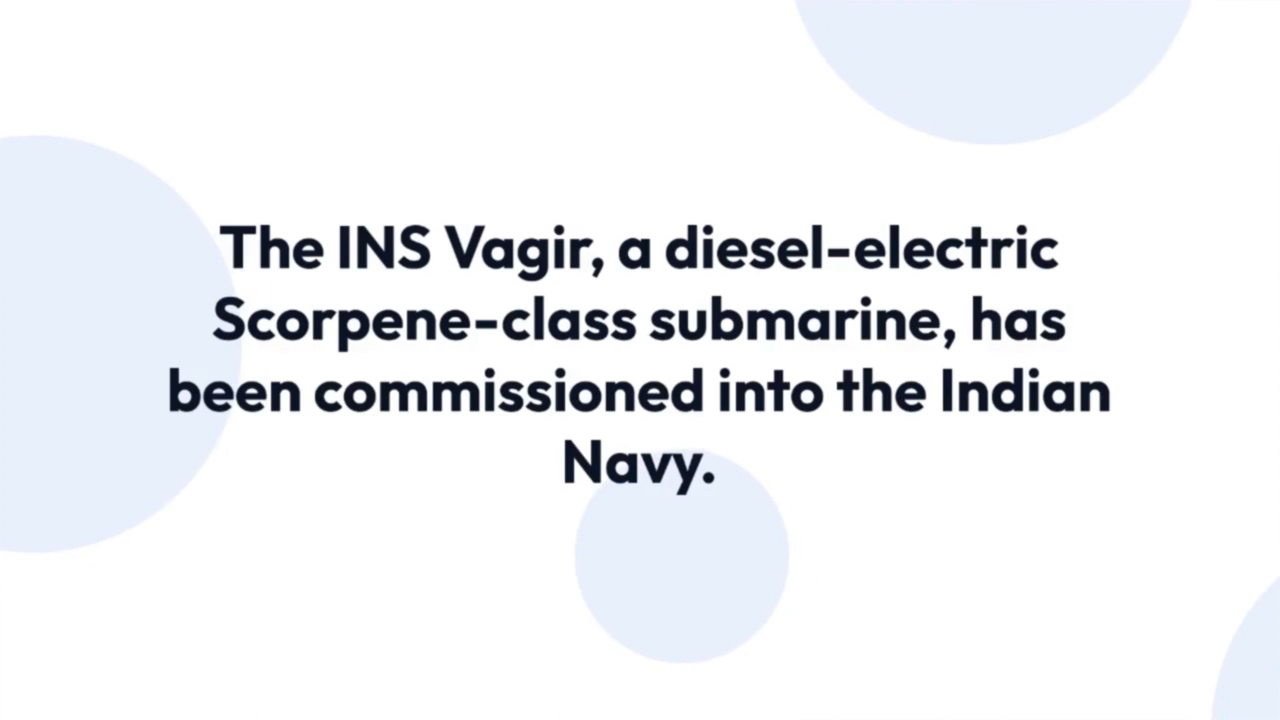 The INS Vagir, a diesel-electric
Scorpene-class submarine, has
been commissioned into the Indian
Navy.